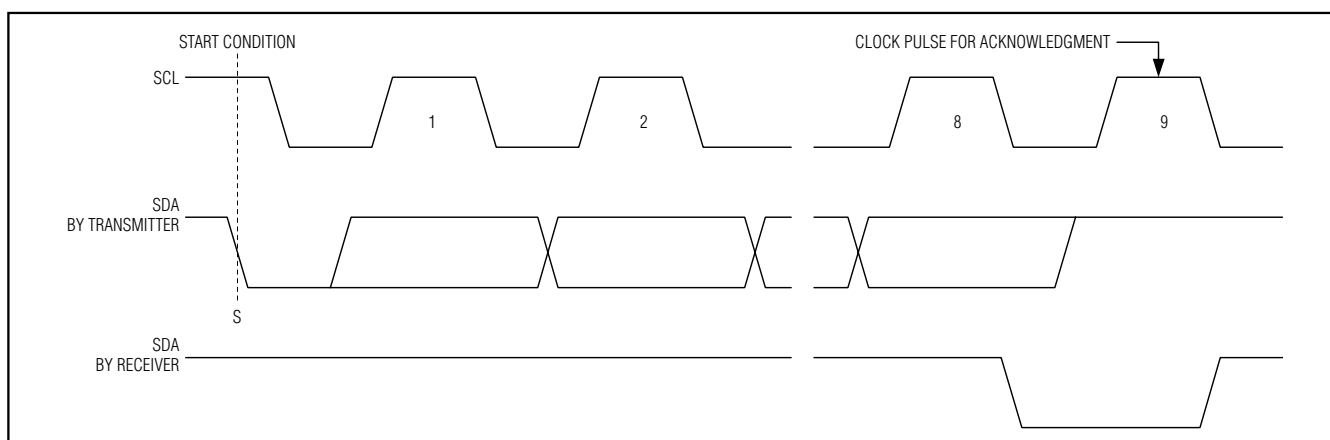 START CONDITION
CLOCK PULSE FOR ACKNOWLEDGMENT
SCL
1
2
8
9
SDA
BY TRANSMITTER
S
SDA
BY RECEIVER